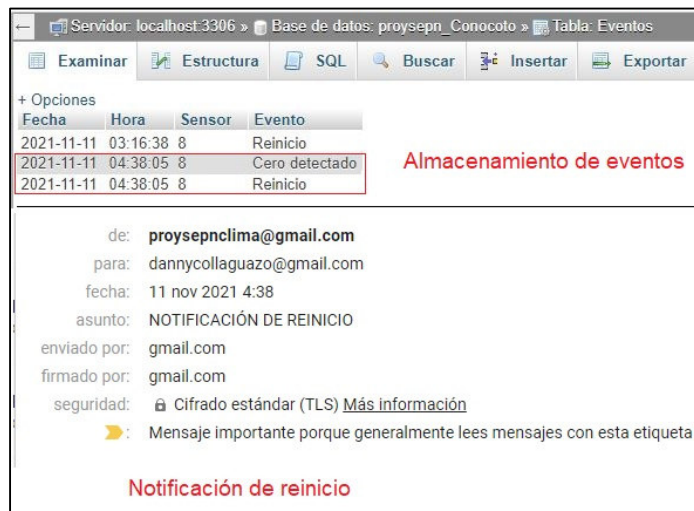 ← Servidor: localhost:3306 » Base de datos: proysepn_Conocoto » Tabla: Eventos
Examinar Estructura SQL Buscar Insertar Exportar
+ Opciones
Fecha Hora Sensor Evento
2021-11-11 03:16:38 8 Reinicio
2021-11-11 04:38:05 8 Cero detectado
2021-11-11 04:38:05 8 Reinicio
Almacenamiento de eventos
de: proysepnclima@gmail.com
para: dannycollaguazo@gmail.com
fecha: 11 nov 2021 4:38
asunto: NOTIFICACIÓN DE REINICIO
enviado por: gmail.com
firmado por: gmail.com
seguridad: Cifrado estándar (TLS) Más información
: Mensaje importante porque generalmente lees mensajes con esta etiqueta
Notificación de reinicio